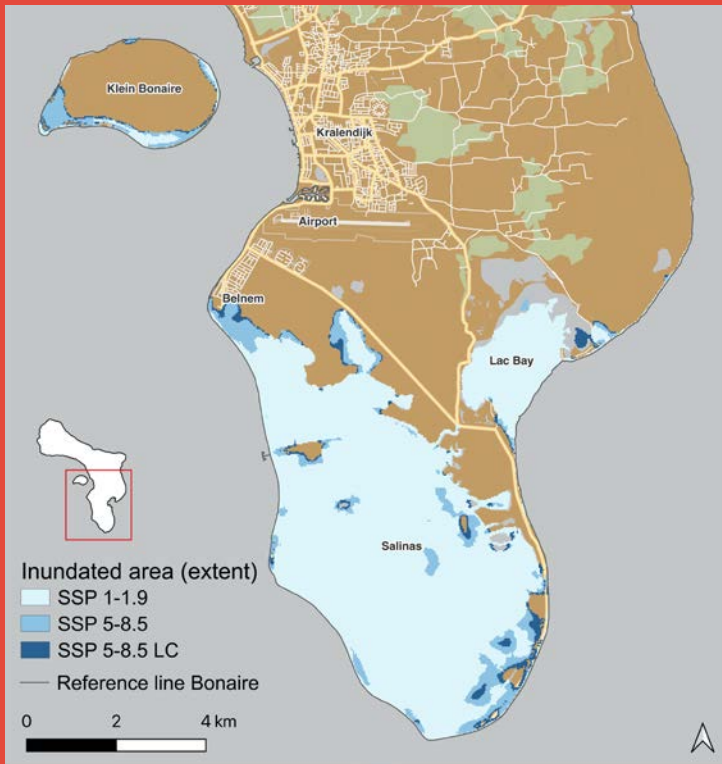 Klein Bonaire
Kralendijk
Airport
Belnem
Lac Bay
Salinas
Inundated area (extent)
SSP 1-1.9
SSP 5-8.5
SSP 5-8.5 LC
Reference line Bonaire
0 2 4 km